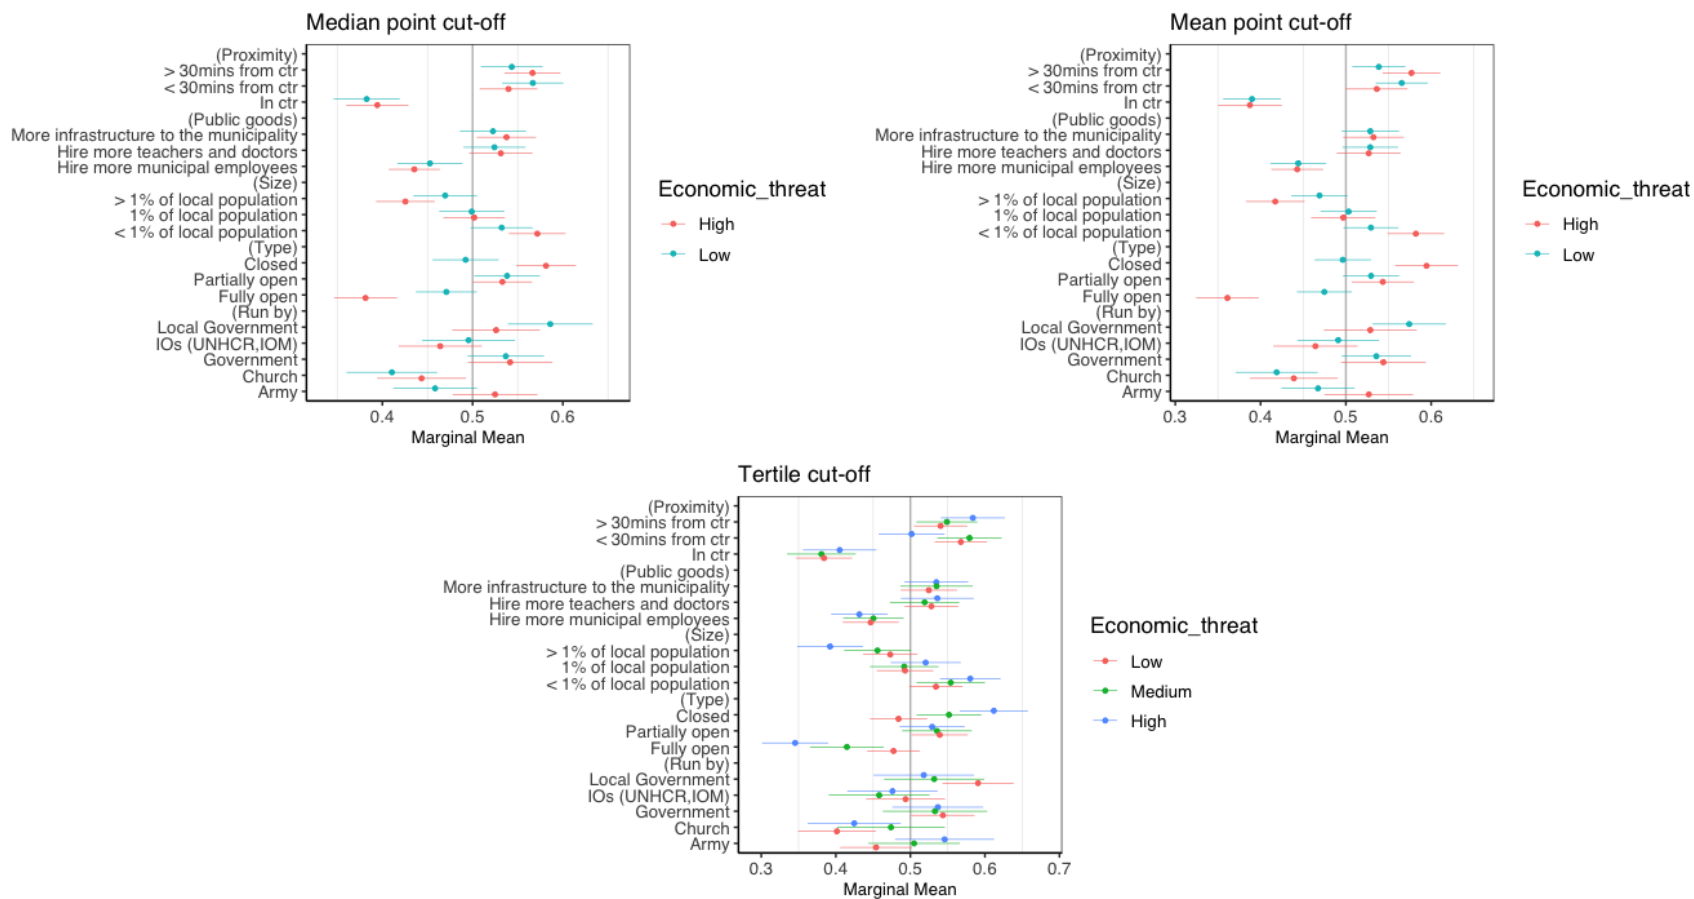 Median point cut-off
(Proximity)
> 30mins from ctr
< 30mins from ctr
In ctr
(Public goods)
More infrastructure to the municipality
Hire more teachers and doctors
Hire more municipal employees
(Size)
> 1% of local population
1% of local population
< 1% of local population
(Type)
Closed
Partially open
Fully open
(Run by)
Local Government
IOs (UNHCR,IOM)
Government
Church
Army
0.4 0.5 0.6
Marginal Mean
Economic_threat
High
Low
Mean point cut-off
(Proximity)
> 30mins from ctr
< 30mins from ctr
In ctr
(Public goods)
More infrastructure to the municipality
Hire more teachers and doctors
Hire more municipal employees
(Size)
> 1% of local population
1% of local population
< 1% of local population
(Type)
Closed
Partially open
Fully open
(Run by)
Local Government
IOs (UNHCR,IOM)
Government
Church
Army
0.3 0.4 0.5 0.6
Marginal Mean
Economic_threat
High
Low
Tertile cut-off
(Proximity)
> 30mins from ctr
< 30mins from ctr
In ctr
(Public goods)
More infrastructure to the municipality
Hire more teachers and doctors
Hire more municipal employees
(Size)
> 1% of local population
1% of local population
< 1% of local population
(Type)
Closed
Partially open
Fully open
(Run by)
Local Government
IOs (UNHCR,IOM)
Government
Church
Army
0.3 0.4 0.5 0.6 0.7
Marginal Mean
Economic_threat
Low
Medium
High